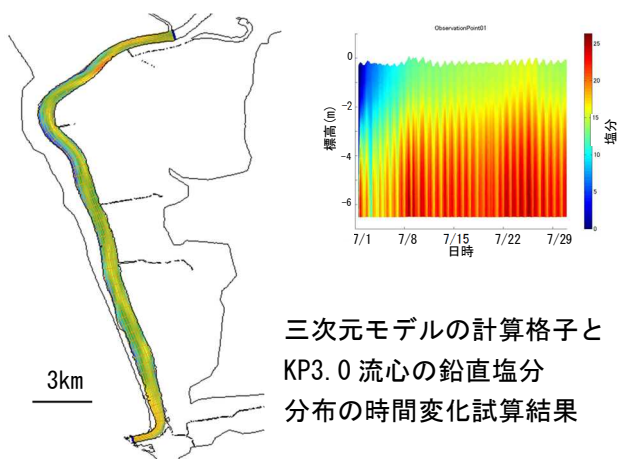 ObservationPoint01
0
-2
-4
-6
標高(m)
7/1 7/8 7/15 7/22 7/29
日時
25
20
15
10
5
0
塩分
3km
三次元モデルの計算格子と
KP3.0 流心の鉛直塩分
分布の時間変化試算結果